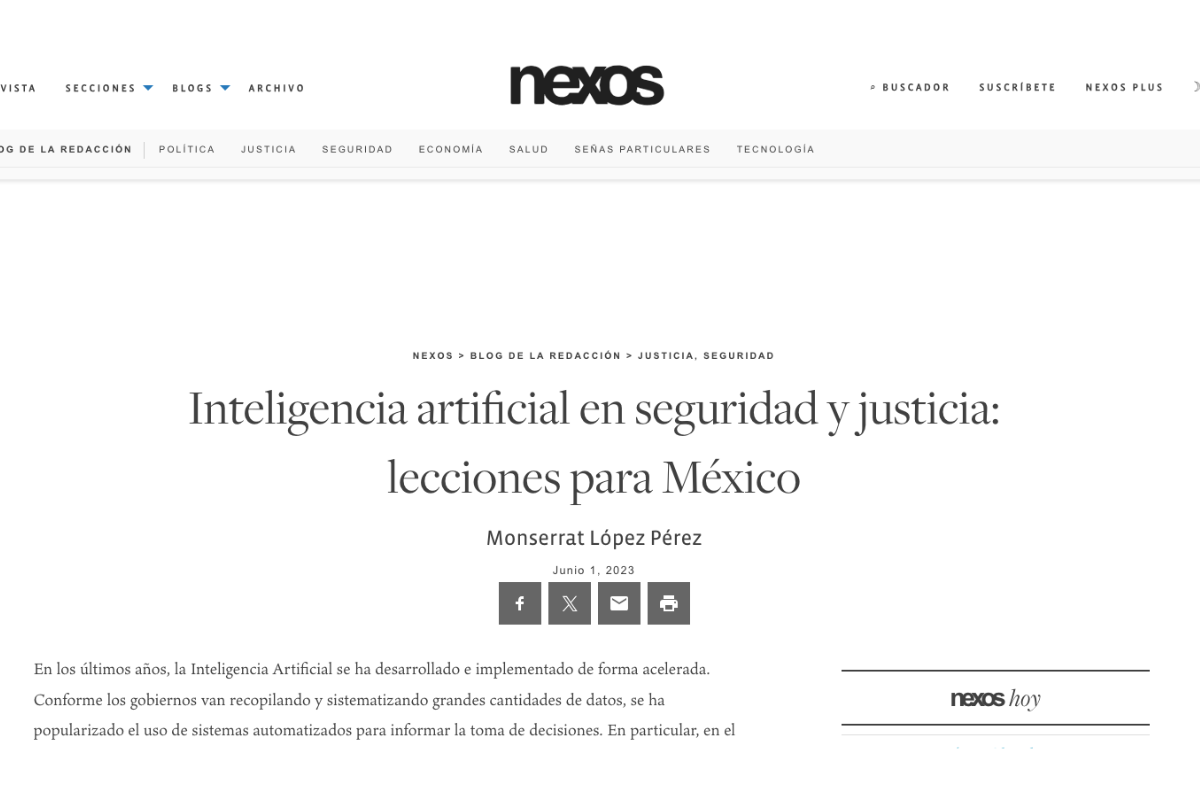 VISTA SECCIONES BLOGS ARCHIVO nexos BUSCADOR SUSCRÍBETE NEXOS PLUS
OG DE LA REDACCIÓN POLÍTICA JUSTICIA SEGURIDAD ECONOMÍA SALUD SEÑAS PARTICULARES TECNOLOGÍA
NEXOS > BLOG DE LA REDACCIÓN > JUSTICIA, SEGURIDAD
Inteligencia artificial en seguridad y justicia:
lecciones para México
Monserrat López Pérez
Junio 1, 2023
En los últimos años, la Inteligencia Artificial se ha desarrollado e implementado de forma acelerada.
Conforme los gobiernos van recopilando y sistematizando grandes cantidades de datos, se ha
popularizado el uso de sistemas automatizados para informar la toma de decisiones. En particular, en el
nexos hoy